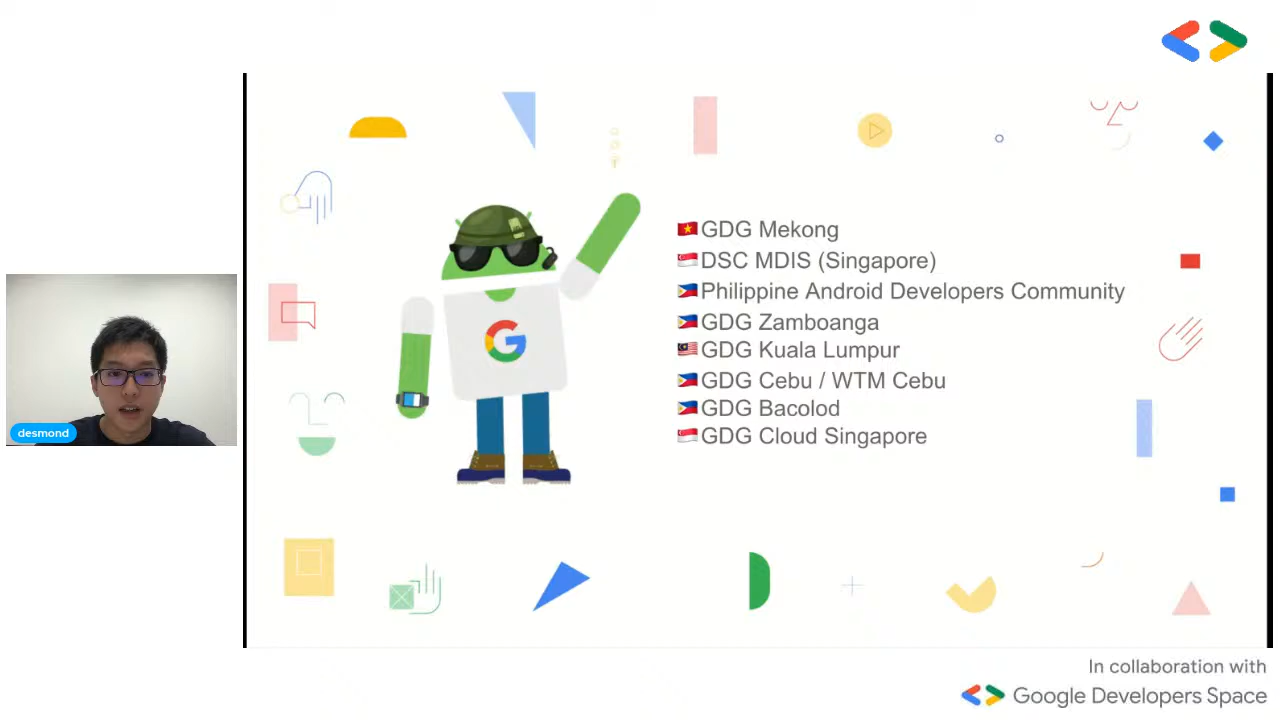 GDG Mekong
DSC MDIS (Singapore)
Philippine Android Developers Community
GDG Zamboanga
GDG Kuala Lumpur
GDG Cebu / WTM Cebu
GDG Bacolod
GDG Cloud Singapore
G
desmond
In collaboration with
Google Developers Space